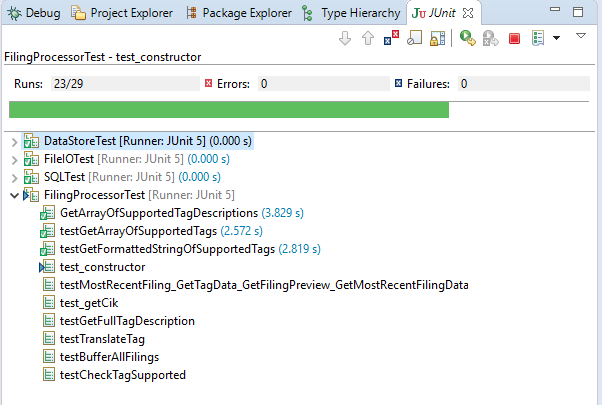 Debug Project Explorer Package Explorer Type Hierarchy JU JUnit
FilingProcessorTest - test_constructor
Runs: 23/29 Errors: 0 Failures: 0
DataStoreTest [Runner: JUnit 5] (0.000 s)
FileIOTest [Runner: JUnit 5] (0.000 s)
SQLTest [Runner: JUnit 5] (0.000 s)
FilingProcessorTest [Runner: JUnit 5]
GetArrayOfSupportedTagDescriptions (3.829 s)
testGetArrayOfSupportedTags (2.572 s)
testGetFormattedStringOfSupportedTags (2.819 s)
test_constructor
testMostRecentFiling_GetTagData_GetFilingPreview_GetMostRecentFilingData
test_getCik
testGetFullTagDescription
testTranslateTag
testBufferAllFilings
testCheckTagSupported